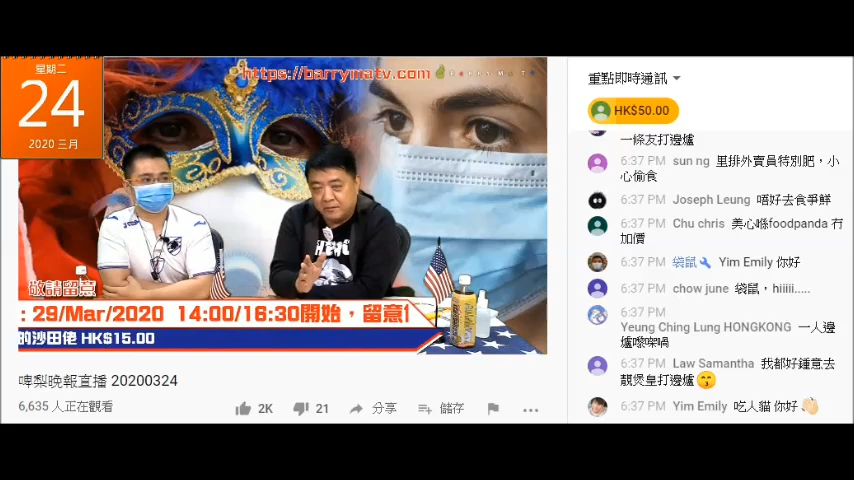 星期二
24
2020 三月
https://barrymatv.com
BARRYMATV
敬請留意
: 29/Mar/2020 14:00/16:30開始，留意
的沙田佬 HK$15.00
啤梨晚報直播 20200324
6,635 人正在觀看
2K
21
分享
儲存
重點即時通訊
HK$50.00
一條友打邊爐
6:37 PM sun ng 里排外賣員特別肥，小
心偷食
6:37 PM Joseph Leung 唔好去食爭鮮
6:37 PM Chu chris 美心喺foodpanda 冇
加價
6:37 PM 袋鼠 Yim Emily 你好
6:37 PM chow june 袋鼠，hiiiii.....
6:37 PM
Yeung Ching Lung HONGKONG 一人邊
爐嚟㗎喎
6:37 PM Law Samantha 我都好鍾意去
靚煲皇打邊爐
6:37 PM Yim Emily 吃人貓 你好